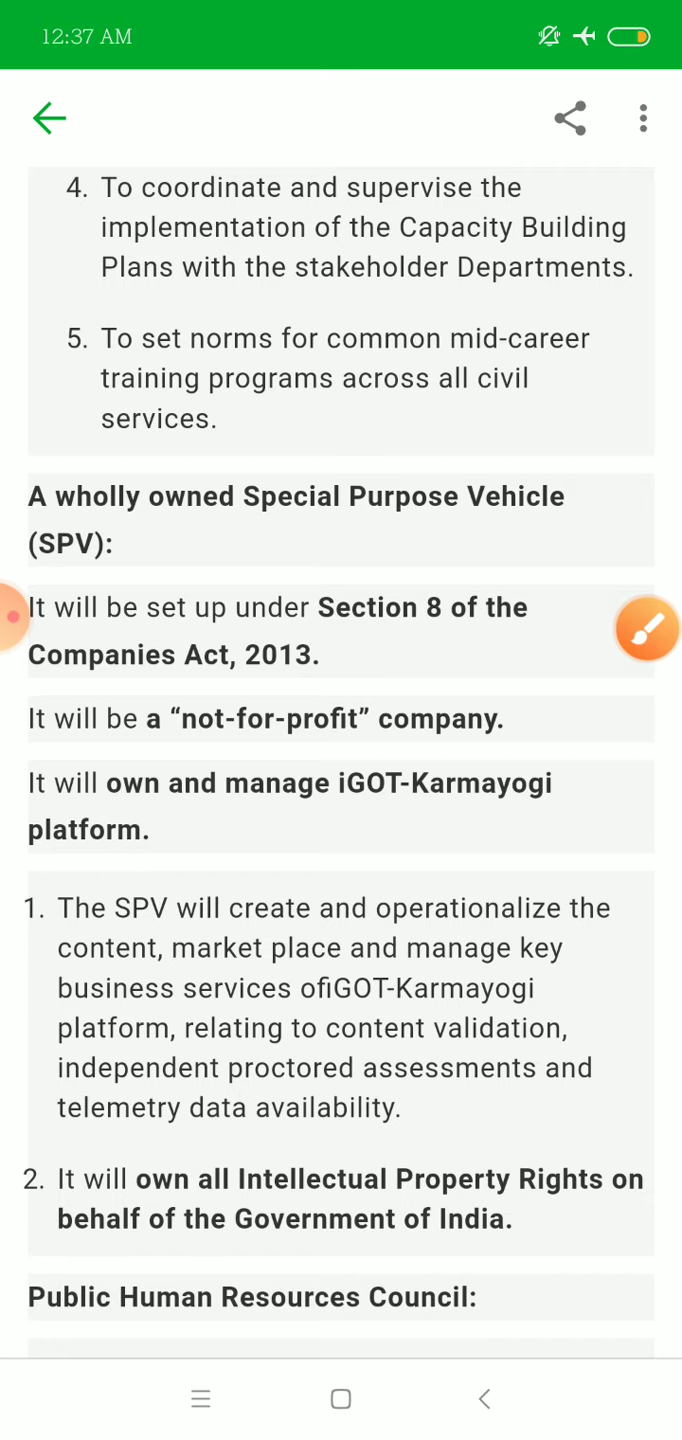 12:37 AM
4. To coordinate and supervise the
implementation of the Capacity Building
Plans with the stakeholder Departments.
5. To set norms for common mid-career
training programs across all civil
services.
A wholly owned Special Purpose Vehicle
(SPV):
It will be set up under Section 8 of the
Companies Act, 2013.
It will be a “not-for-profit” company.
It will own and manage iGOT-Karmayogi
platform.
1. The SPV will create and operationalize the
content, market place and manage key
business services ofiGOT-Karmayogi
platform, relating to content validation,
independent proctored assessments and
telemetry data availability.
2. It will own all Intellectual Property Rights on
behalf of the Government of India.
Public Human Resources Council: